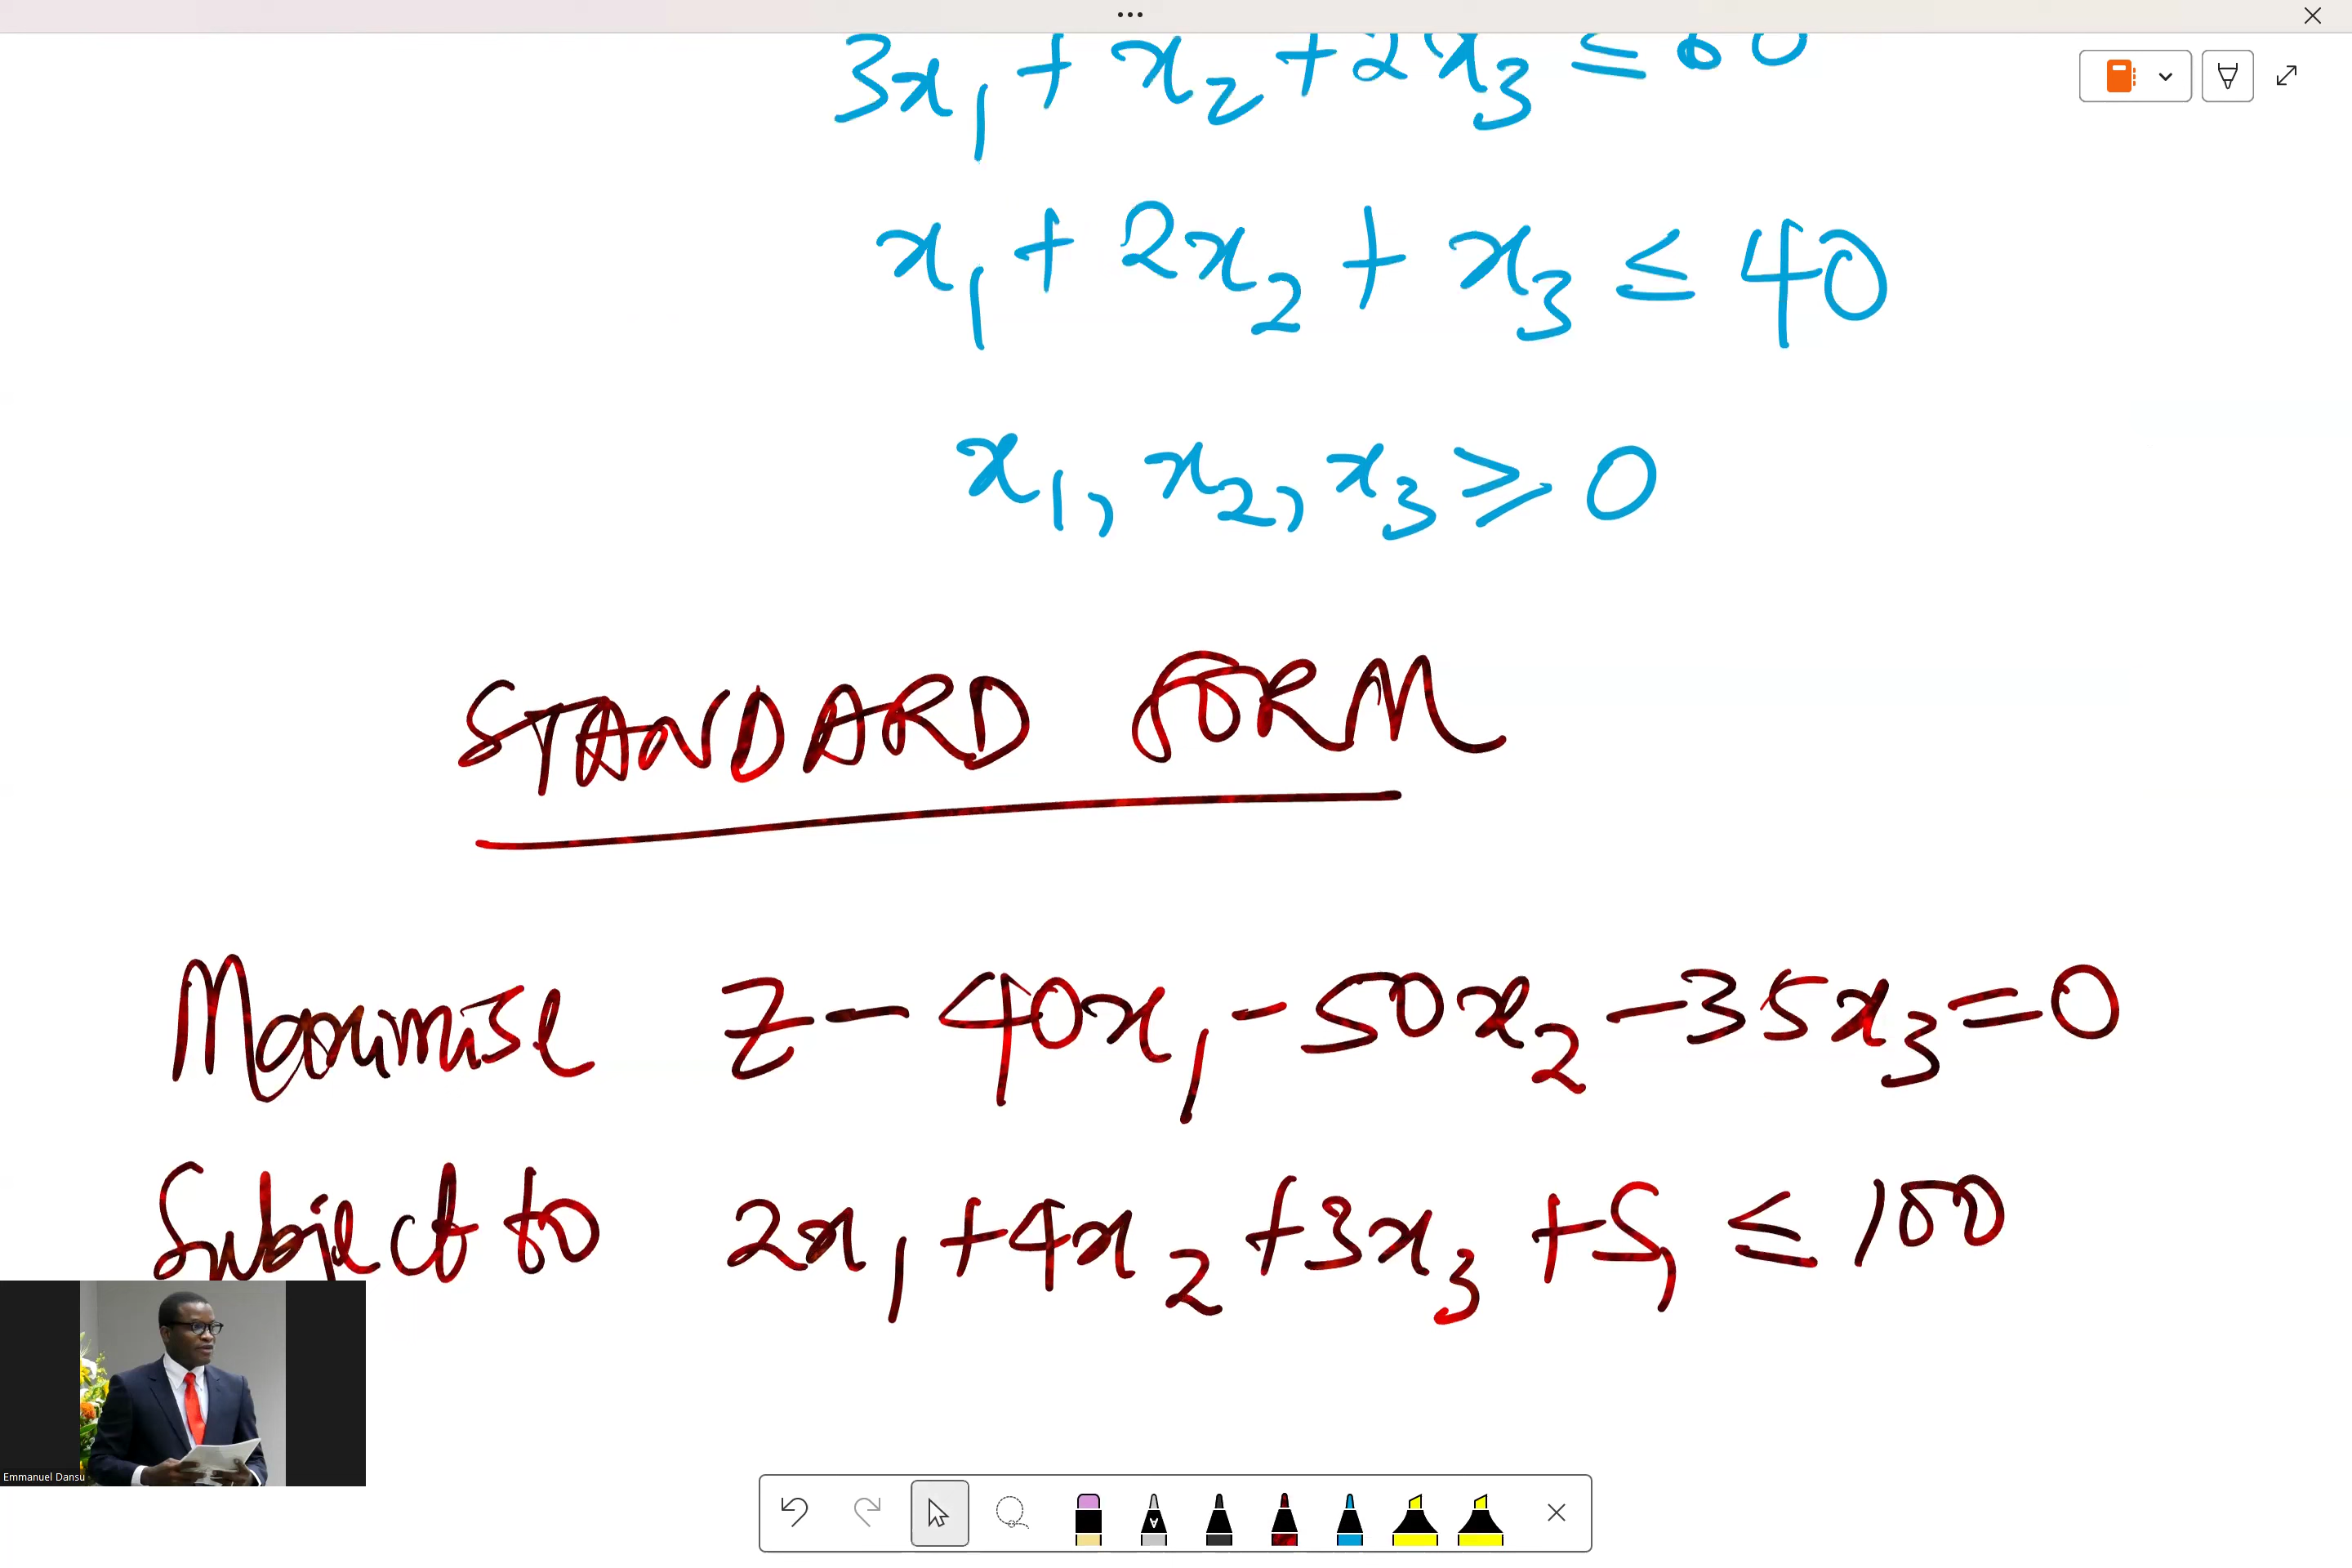 3x₁ + x₂ + 2x₃ ≤ 60
x₁ + 2x₂ + x₃ ≤ 40
x₁, x₂, x₃ ≥ 0
STANDARD FORM
Maximise z - 40x₁ - 50x₂ - 35x₃ = 0
Subject to 2x₁ + 4x₂ + 3x₃ + S₁ ≤ 100
Emmanuel Dansu